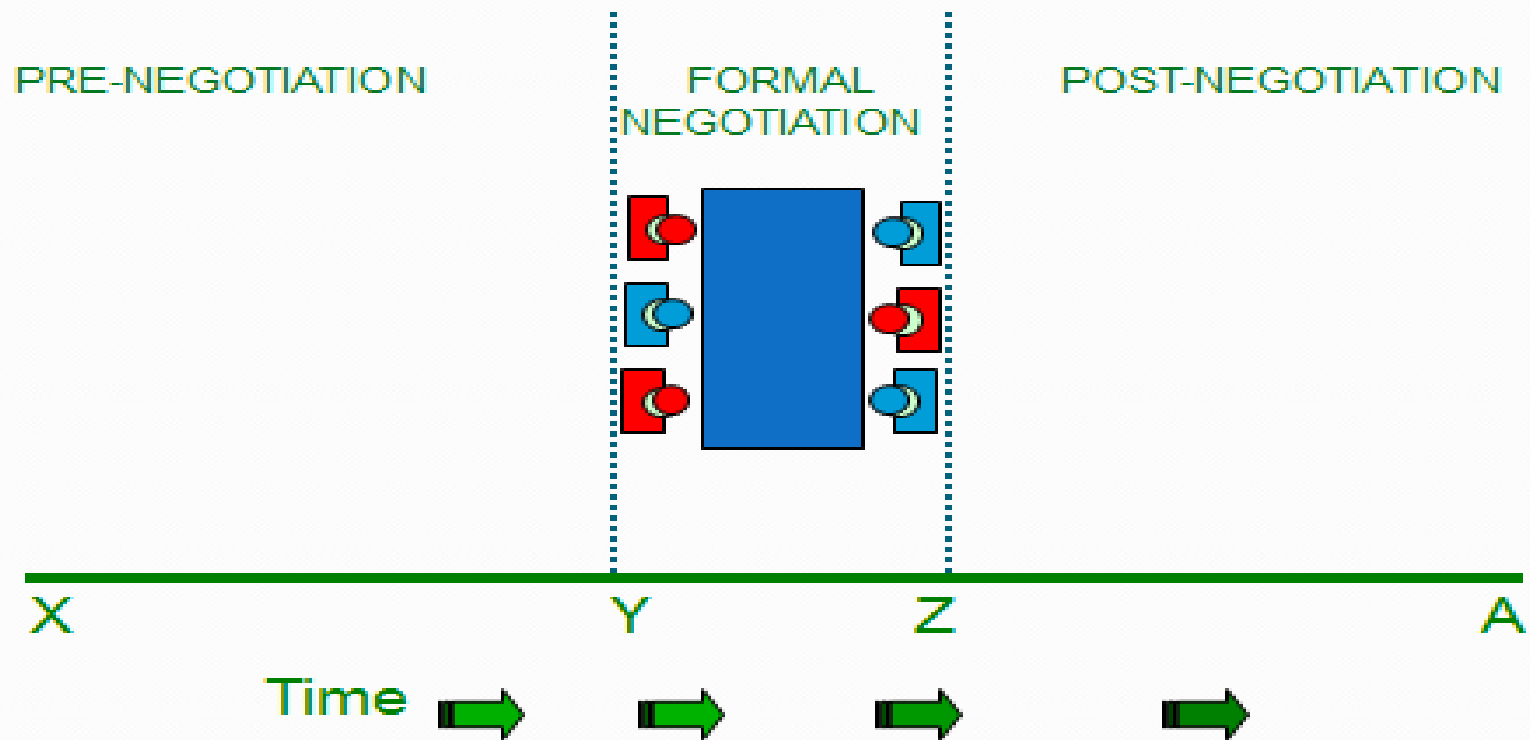 PRE-NEGOTIATION
FORMAL
NEGOTIATION
POST-NEGOTIATION
X Y Z A
Time